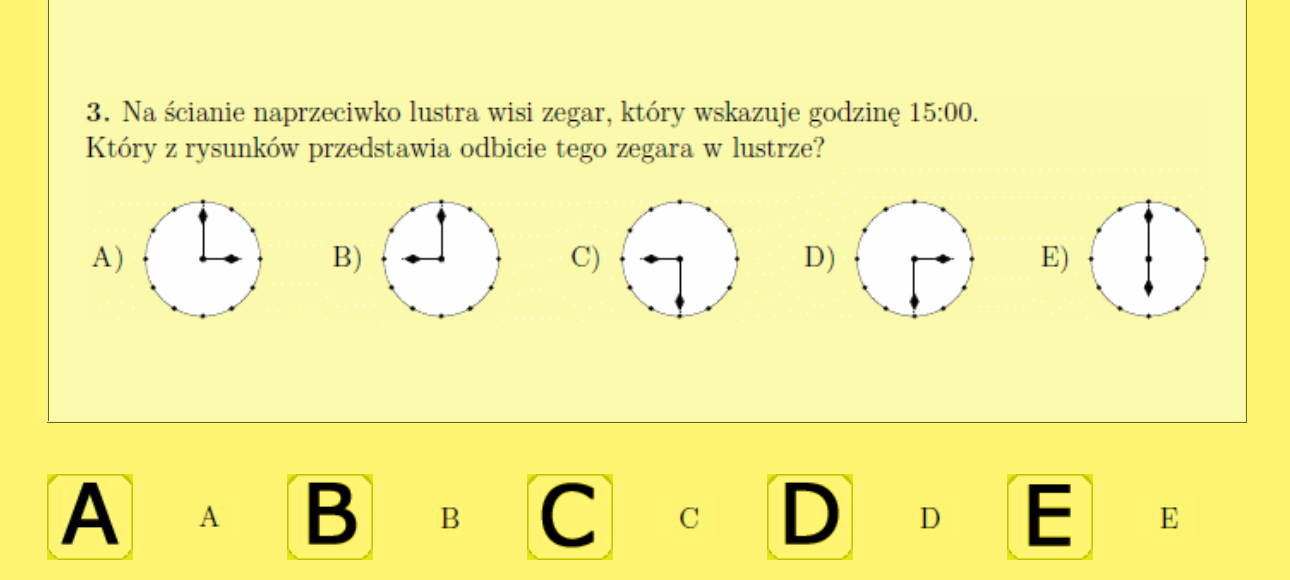 3. Na ścianie naprzeciwko lustra wisi zegar, który wskazuje godzinę 15:00.
Który z rysunków przedstawia odbicie tego zegara w lustrze?
A) B) C) D) E)
A A B B C C D D E E